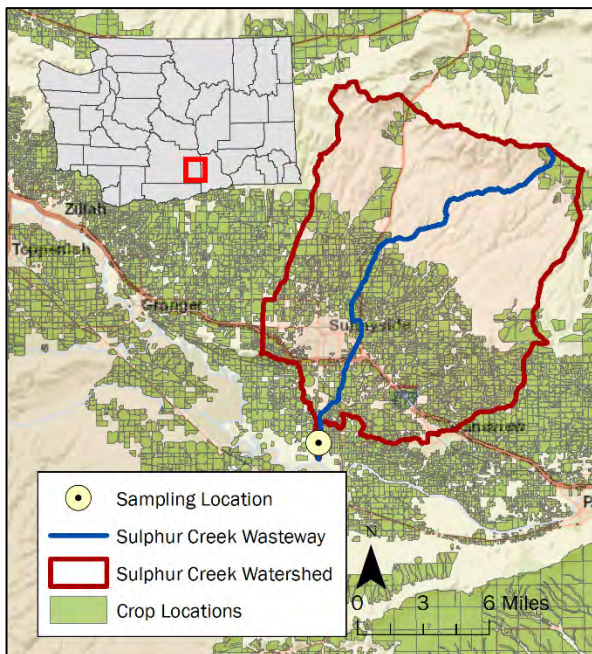 Zillah
Toppenish
Granger
Sunnyside
Sampling Location
Sulphur Creek Wasteway
Sulphur Creek Watershed
Crop Locations
N
0 3 6 Miles